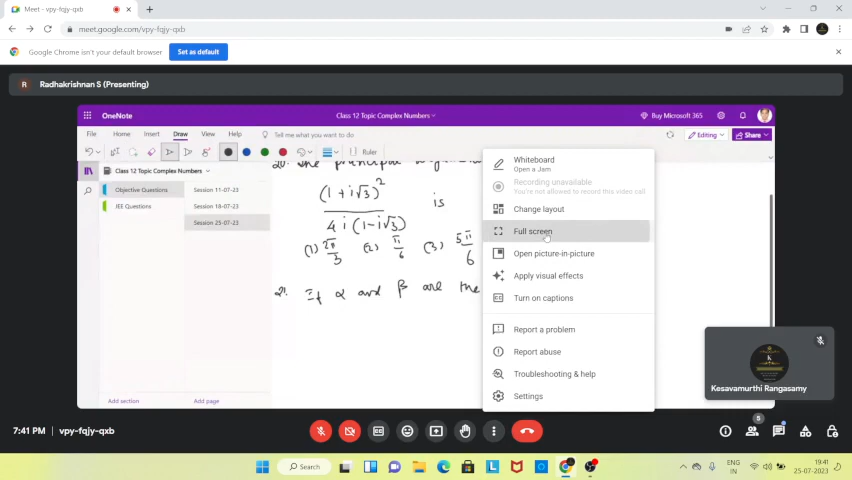 Meet - vpy-fqjy-qxb
meet.google.com/vpy-fqjy-qxb
Google Chrome isn't your default browser
Set as default
R
Radhakrishnan S (Presenting)
OneNote
Class 12 Topic Complex Numbers
Buy Microsoft 365
File
Home
Insert
Draw
View
Help
Tell me what you want to do
Editing
Share
Ruler
Class 12 Topic Complex Numbers
Objective Questions
JEE Questions
Session 11-07-23
Session 18-07-23
Session 25-07-23
20. The principal
(1+i√3)²
4i(1-i√3)
is
(1) 2π/3 (2) π/6 (3) 5π/6
21. If α and β are the
Add section
Add page
Whiteboard
Open a Jam
Recording unavailable
You're not allowed to record this video call
Change layout
Full screen
Open picture-in-picture
Apply visual effects
Turn on captions
Report a problem
Report abuse
Troubleshooting & help
Settings
K
Kesavamurthi Rangasamy
7:41 PM
vpy-fqjy-qxb
5
Search
ENG
IN
19:41
25-07-2023